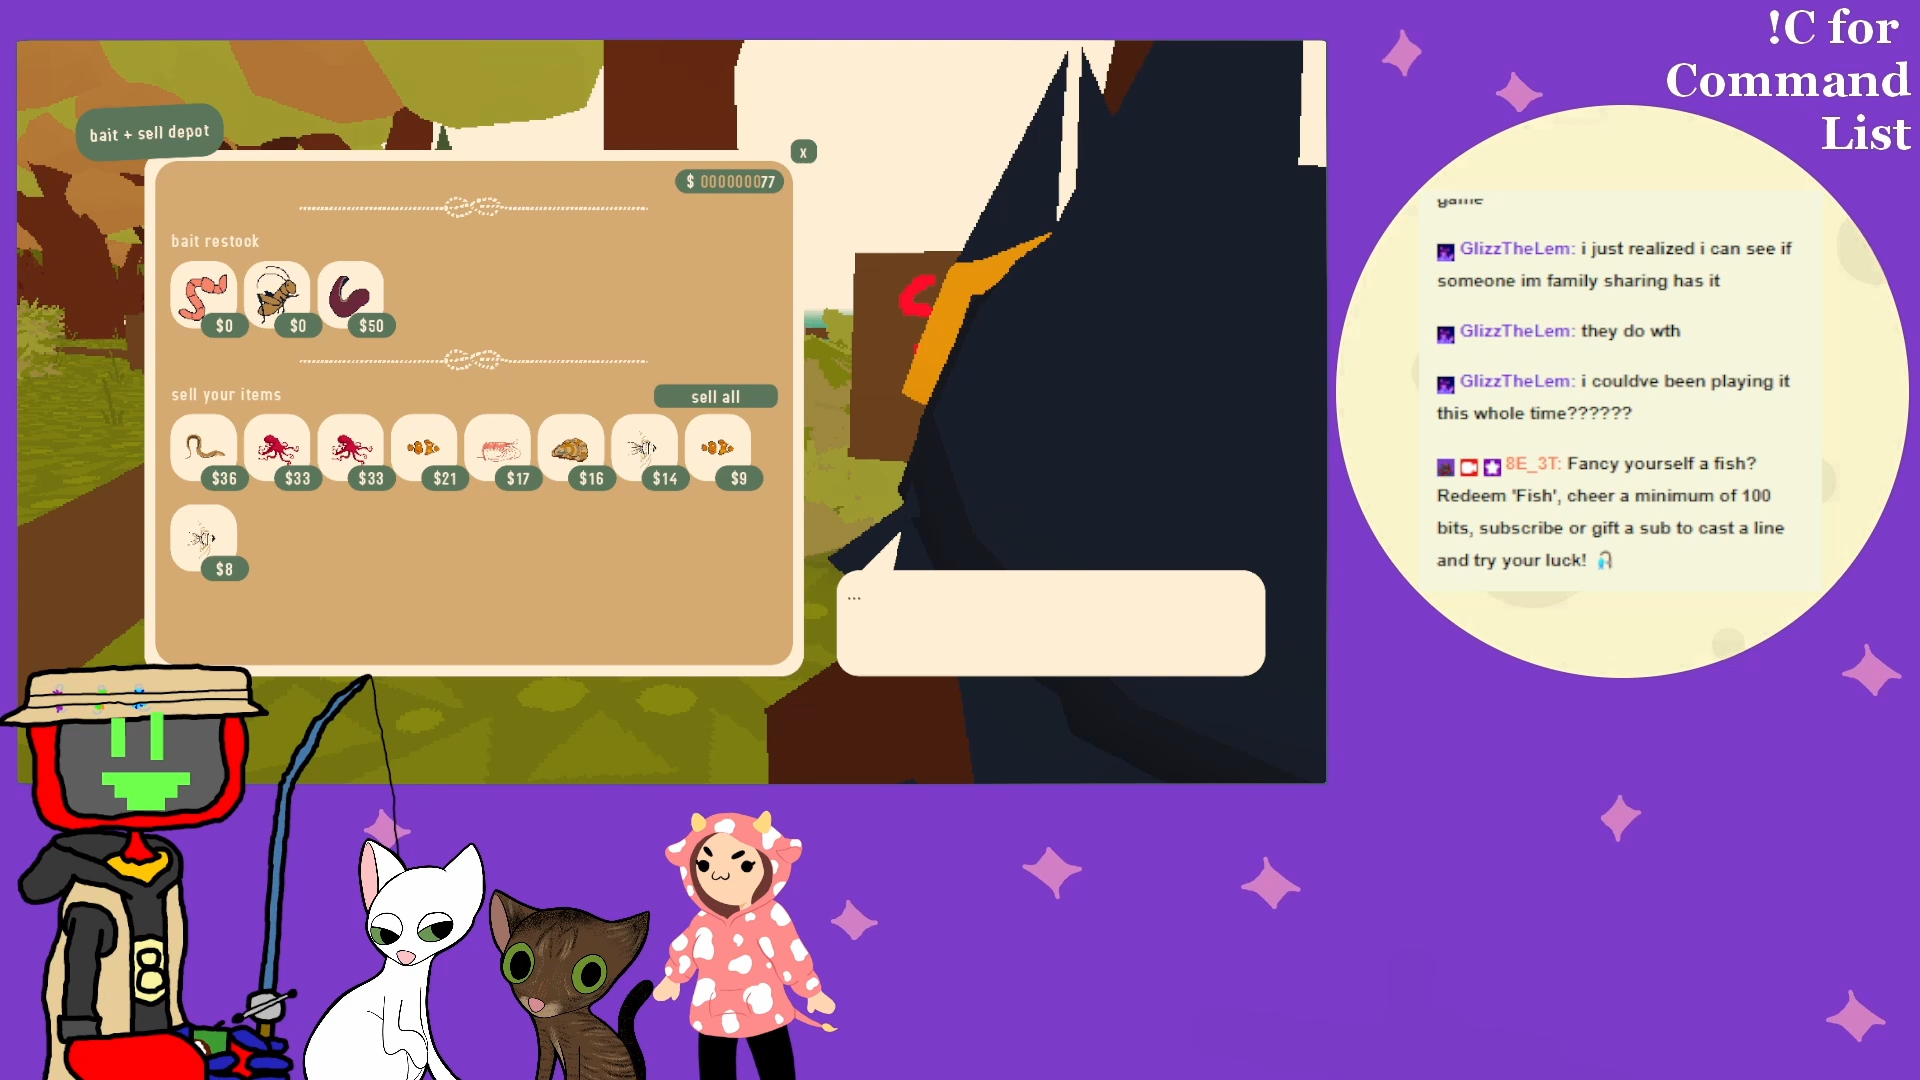 !C for
Command
List
bait + sell depot
x
$ 000000077
bait restook
$0
$0
$50
sell your items
sell all
$36
$33
$33
$21
$17
$16
$14
$9
$8
...
game
GlizzTheLem: i just realized i can see if
someone im family sharing has it
GlizzTheLem: they do wth
GlizzTheLem: i couldve been playing it
this whole time??????
8E_3T: Fancy yourself a fish?
Redeem 'Fish', cheer a minimum of 100
bits, subscribe or gift a sub to cast a line
and try your luck!
8